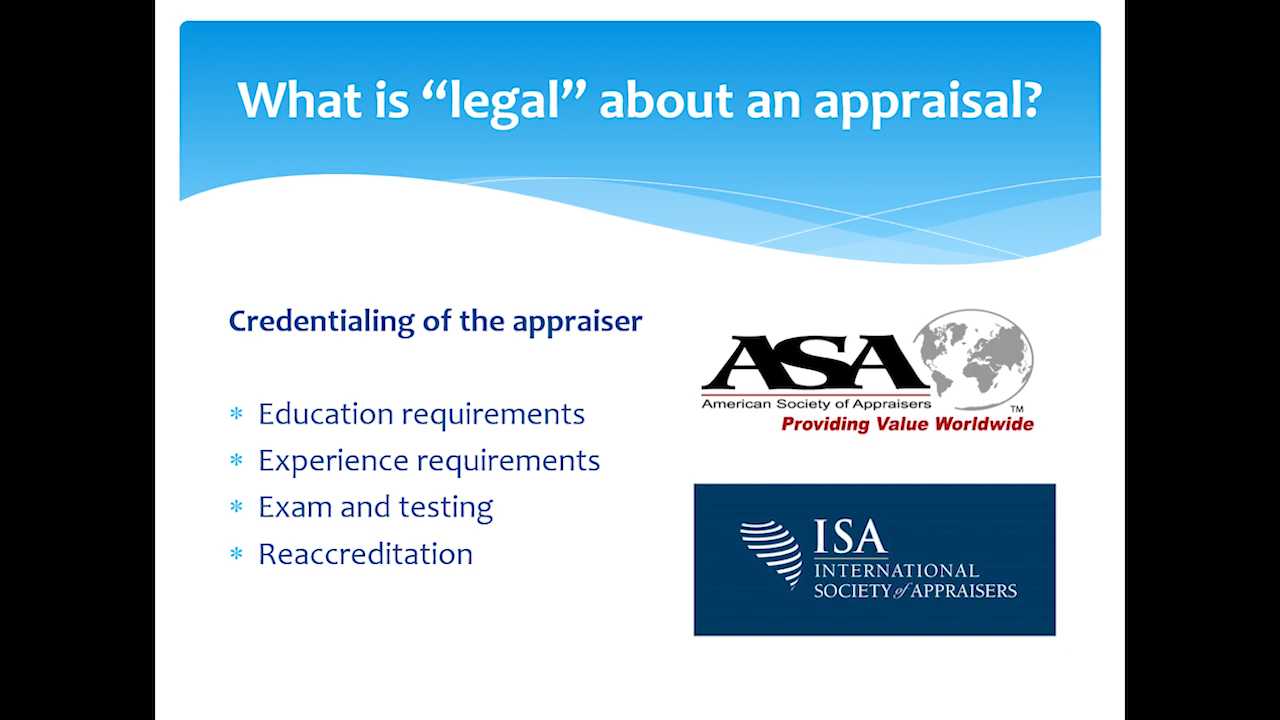 What is “legal” about an appraisal?
Credentialing of the appraiser
* Education requirements
* Experience requirements
* Exam and testing
* Reaccreditation
ASA
American Society of Appraisers
TM
Providing Value Worldwide
ISA
INTERNATIONAL
SOCIETY of APPRAISERS